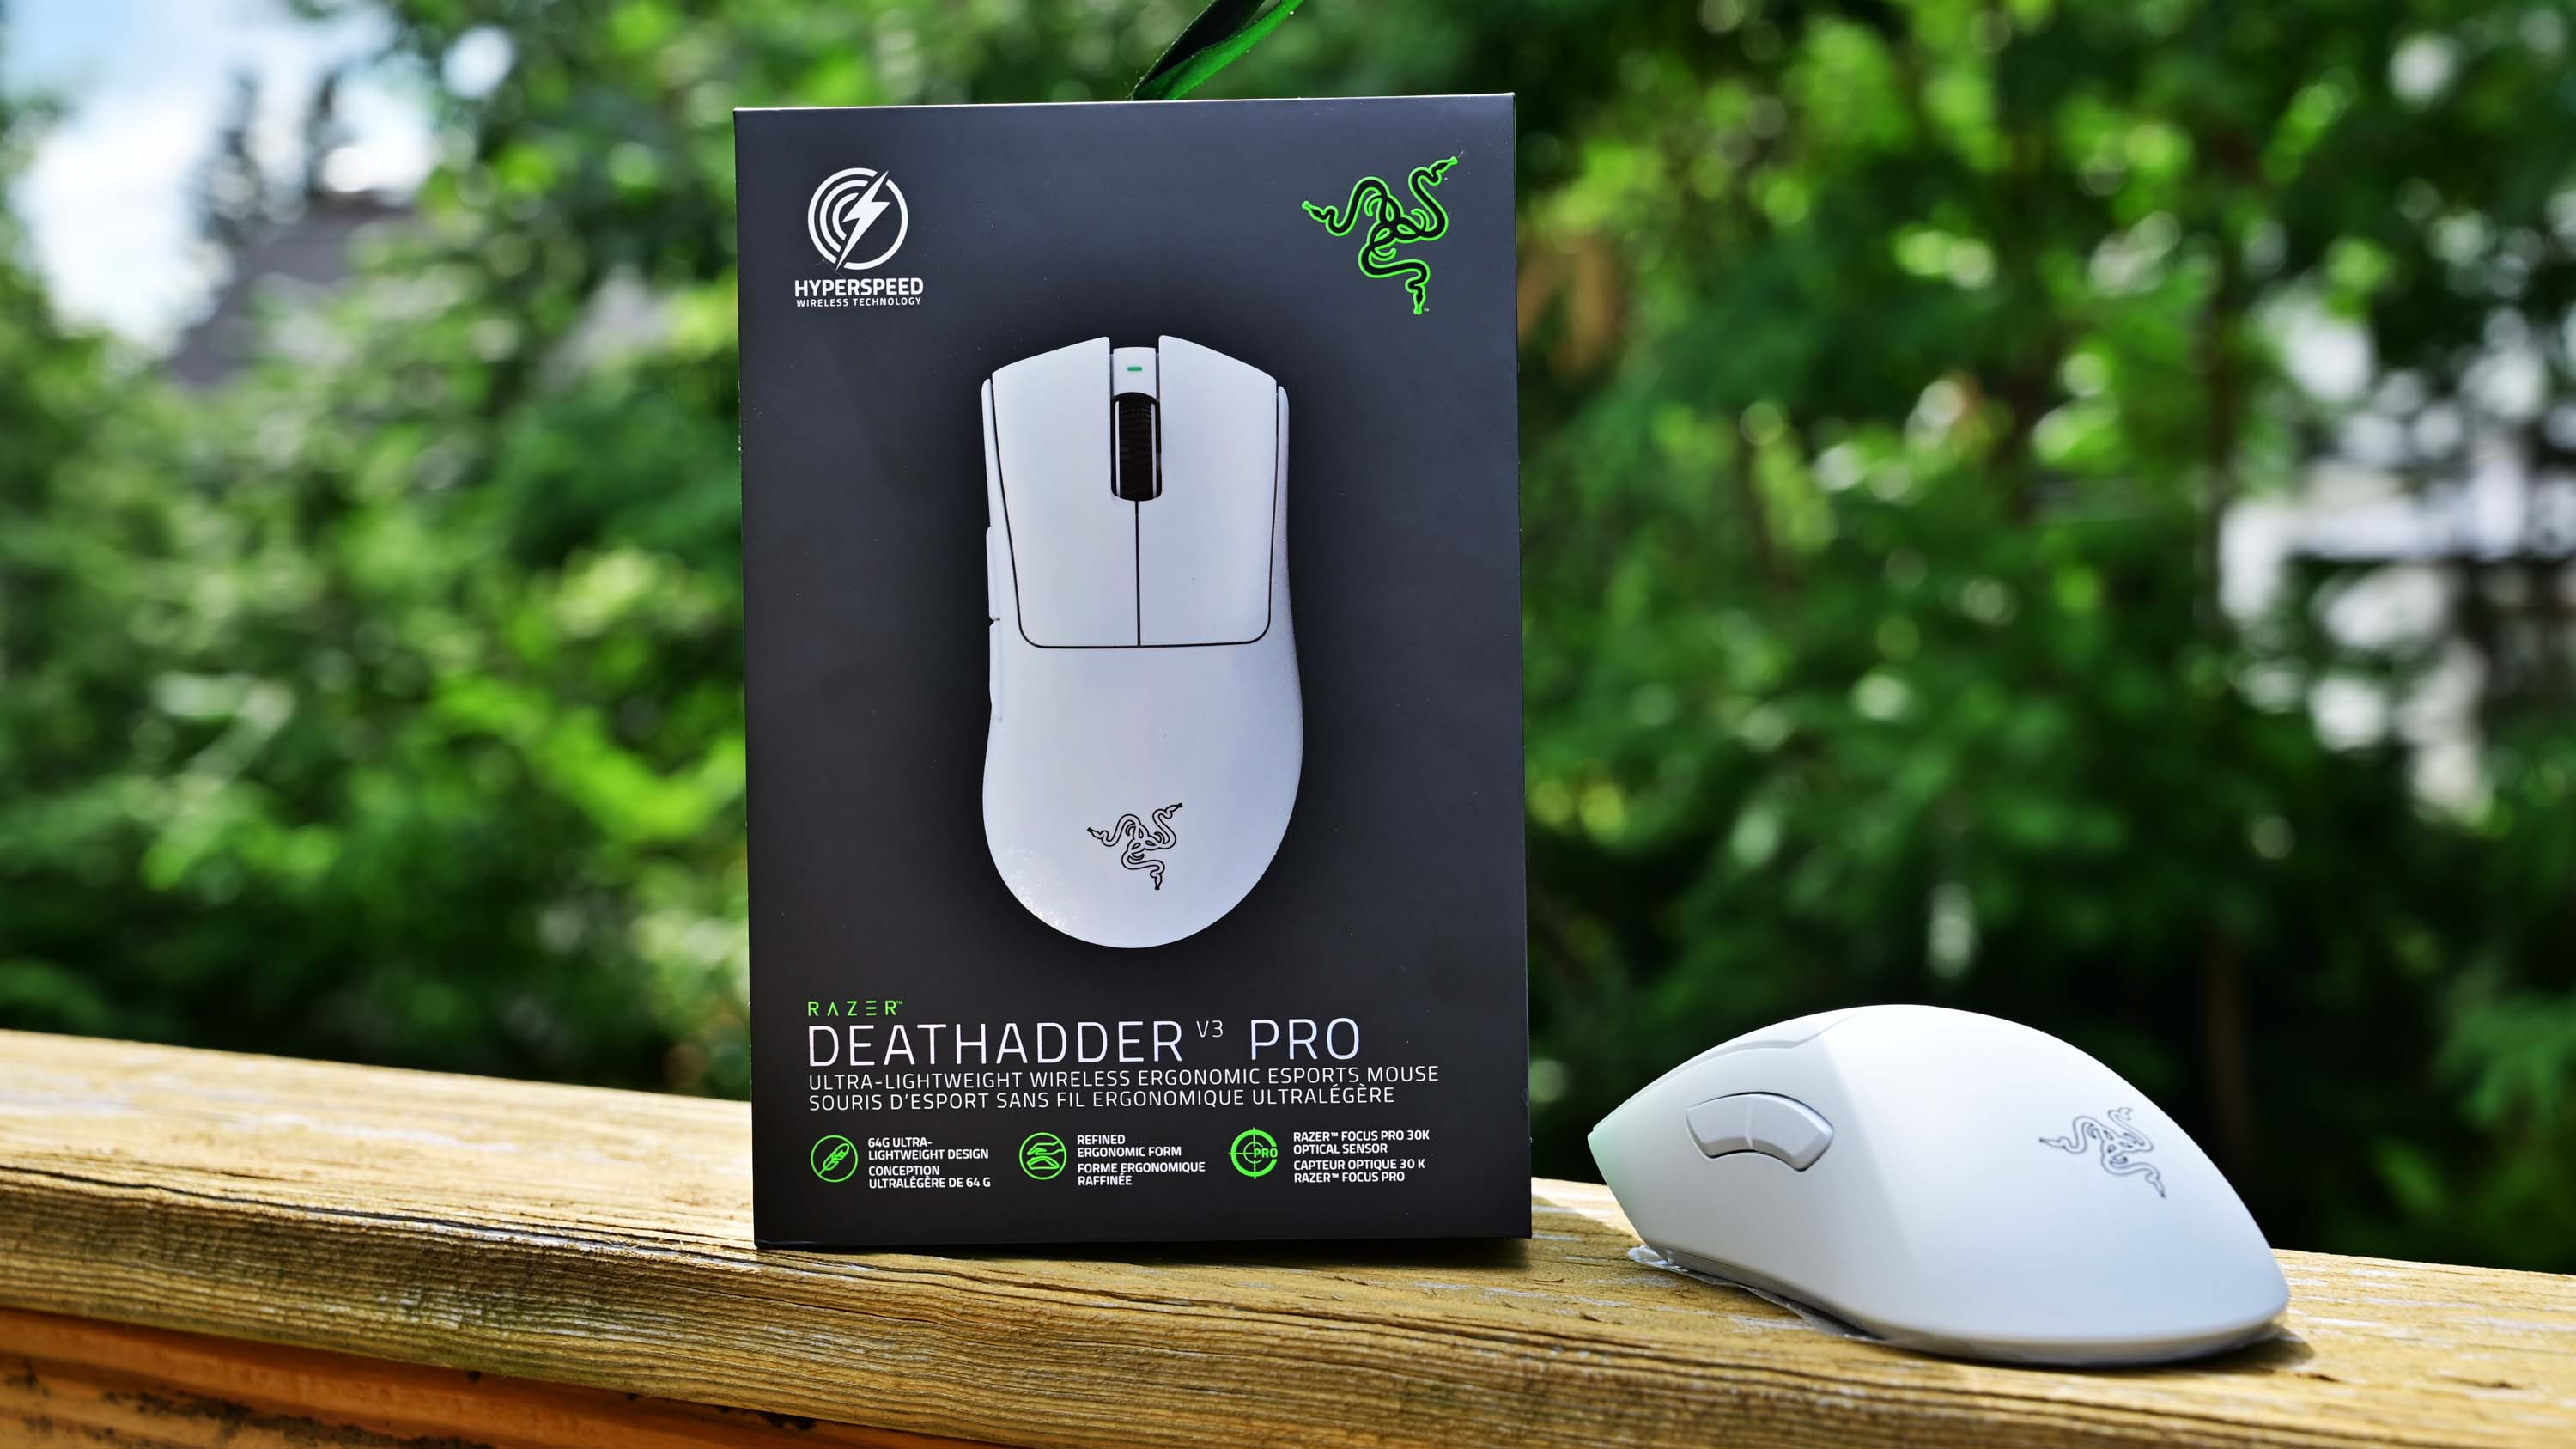 HYPERSPEED
WIRELESS TECHNOLOGY
RAZER™
DEATHADDER V3 PRO
ULTRA-LIGHTWEIGHT WIRELESS ERGONOMIC ESPORTS MOUSE
SOURIS D'ESPORT SANS FIL ERGONOMIQUE ULTRALÉGÈRE
64G ULTRA-
LIGHTWEIGHT DESIGN
CONCEPTION
ULTRALÉGÈRE DE 64 G
REFINED
ERGONOMIC FORM
FORME ERGONOMIQUE
RAFFINÉE
PRO
RAZER™ FOCUS PRO 30K
OPTICAL SENSOR
CAPTEUR OPTIQUE 30 K
RAZER™ FOCUS PRO